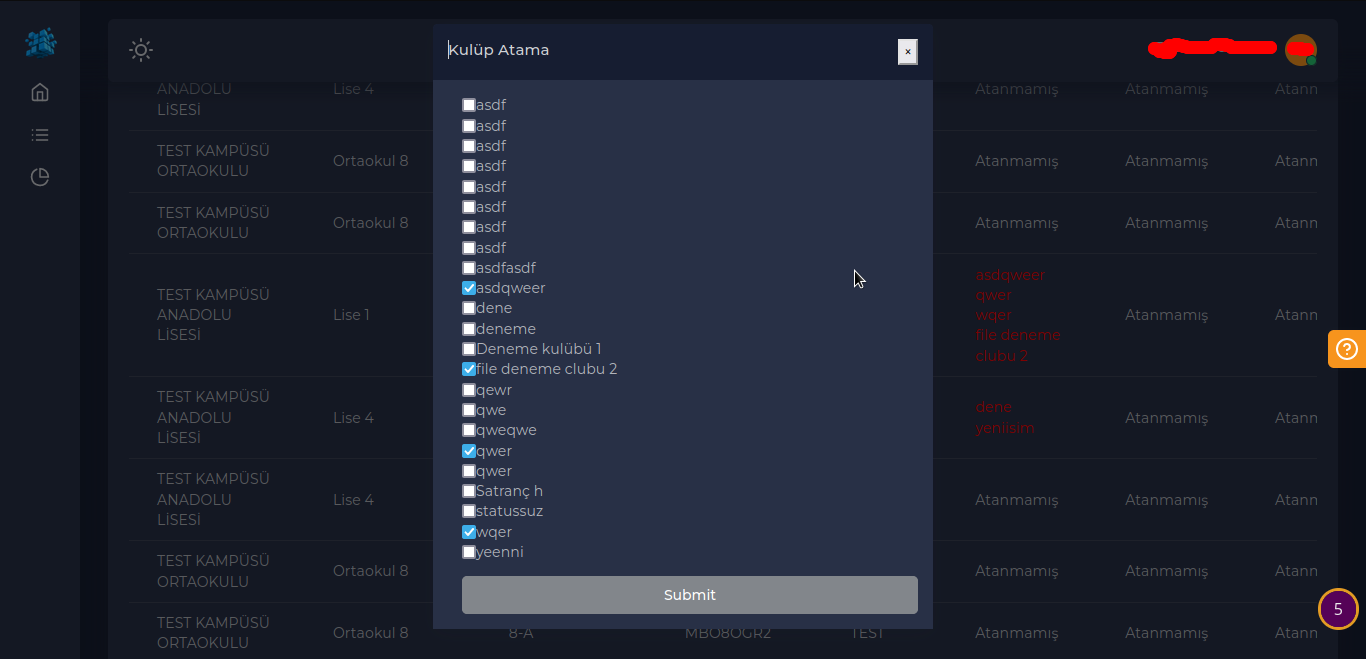 Kulüp Atama
×
asdf
asdf
asdf
asdf
asdf
asdf
asdf
asdf
asdfasdf
asdqweer
dene
deneme
Deneme kulübü 1
file deneme clubu 2
qewr
qwe
qweqwe
qwer
qwer
Satranç h
statussuz
wqer
yeenni
Submit
ANADOLU
LİSESİ
Lise 4
Atanmamış
Atanmamış
Atann
TEST KAMPÜSÜ
ORTAOKULU
Ortaokul 8
Atanmamış
Atanmamış
Atann
TEST KAMPÜSÜ
ORTAOKULU
Ortaokul 8
Atanmamış
Atanmamış
Atann
TEST KAMPÜSÜ
ANADOLU
LİSESİ
Lise 1
asdqweer
qwer
wqer
file deneme
clubu 2
Atanmamış
Atann
TEST KAMPÜSÜ
ANADOLU
LİSESİ
Lise 4
dene
yeniisim
Atanmamış
Atann
TEST KAMPÜSÜ
ANADOLU
LİSESİ
Lise 4
Atanmamış
Atanmamış
Atann
TEST KAMPÜSÜ
ORTAOKULU
Ortaokul 8
Atanmamış
Atanmamış
Atann
TEST KAMPÜSÜ
ORTAOKULU
Ortaokul 8
8-A
MBO8OGR2
TEST
Atanmamış
Atanmamış
Atann
5